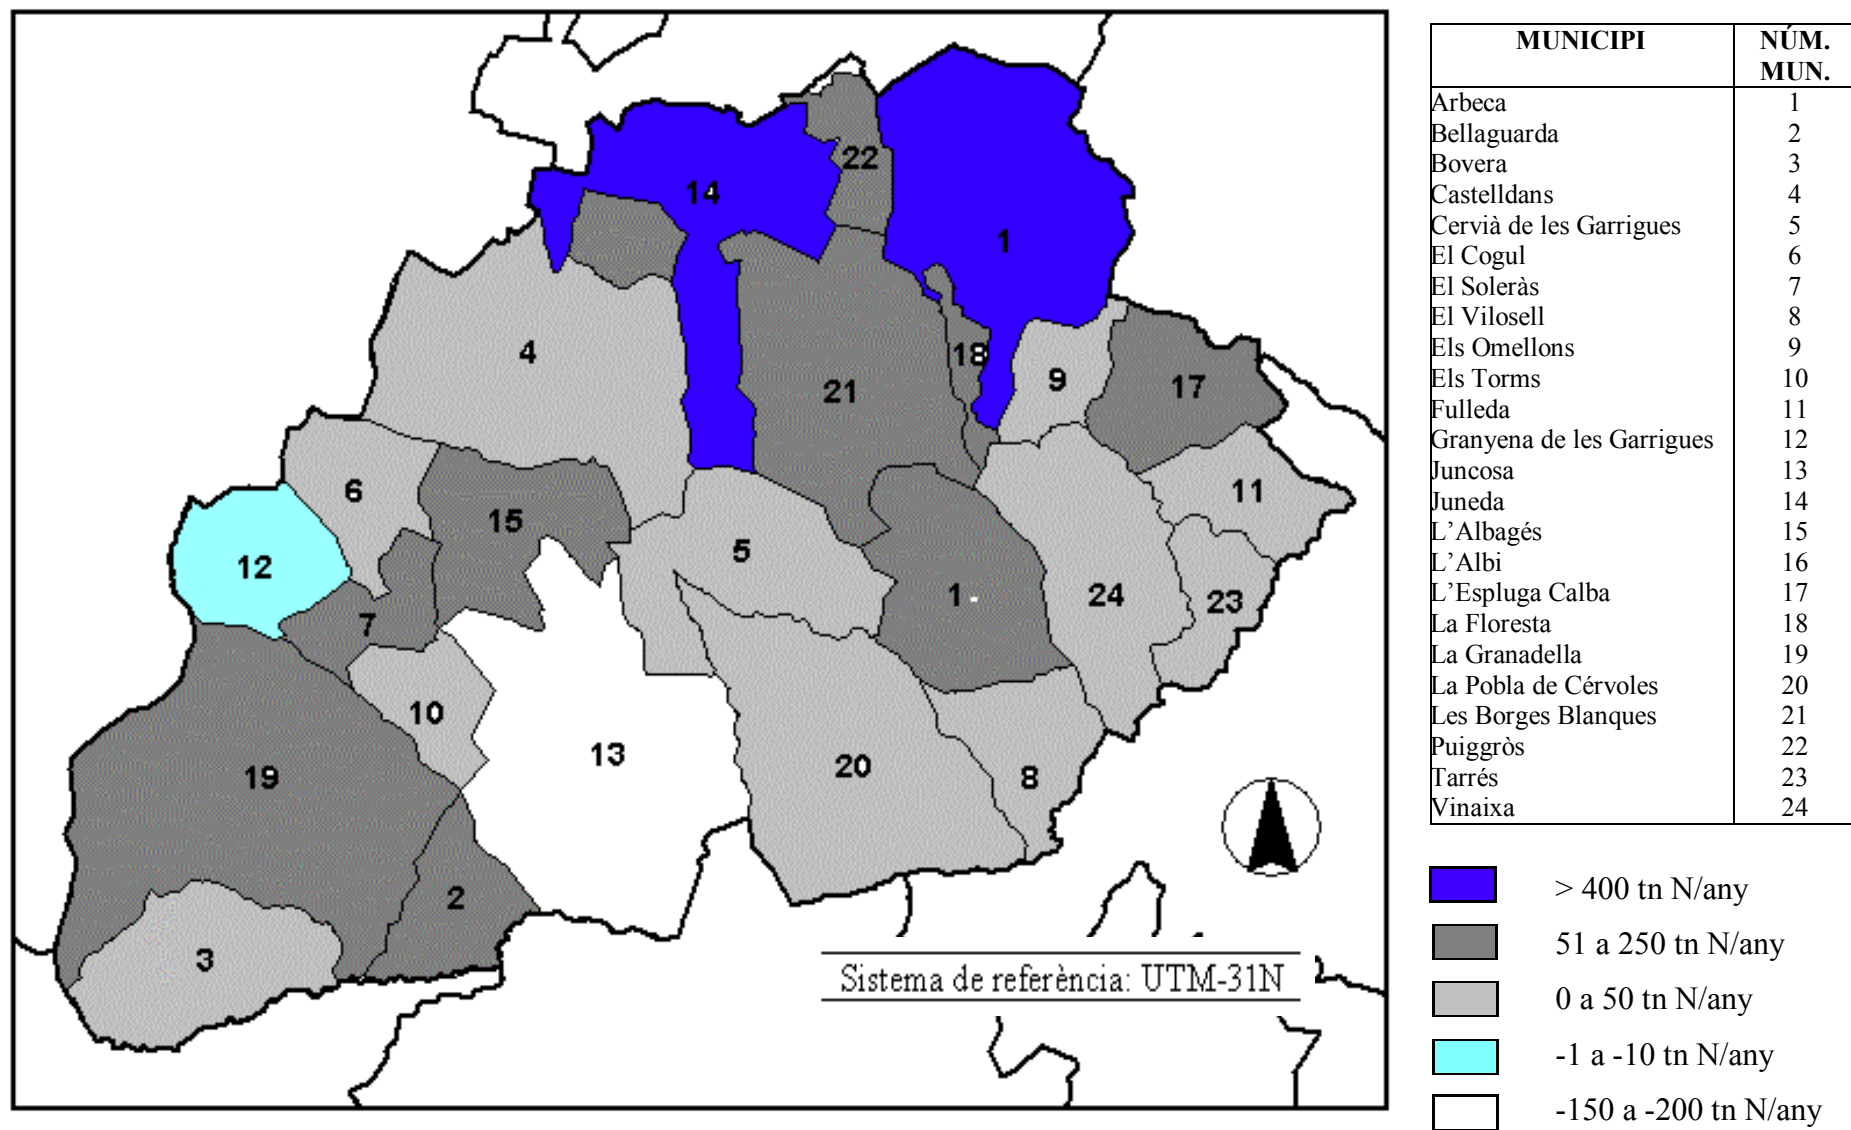 22
14
1
4
18
9
17
21
6
11
15
5
12
1
24
23
7
10
13
20
8
19
2
3
Sistema de referència: UTM-31N
MUNICIPI NÚM. MUN.
Arbeca 1
Bellaguarda 2
Bovera 3
Castelldans 4
Cervià de les Garrigues 5
El Cogul 6
El Soleràs 7
El Vilosell 8
Els Omellons 9
Els Torms 10
Fulleda 11
Granyena de les Garrigues 12
Juncosa 13
Juneda 14
L’Albagés 15
L’Albi 16
L’Espluga Calba 17
La Floresta 18
La Granadella 19
La Pobla de Cérvoles 20
Les Borges Blanques 21
Puiggròs 22
Tarrés 23
Vinaixa 24
> 400 tn N/any
51 a 250 tn N/any
0 a 50 tn N/any
-1 a -10 tn N/any
-150 a -200 tn N/any